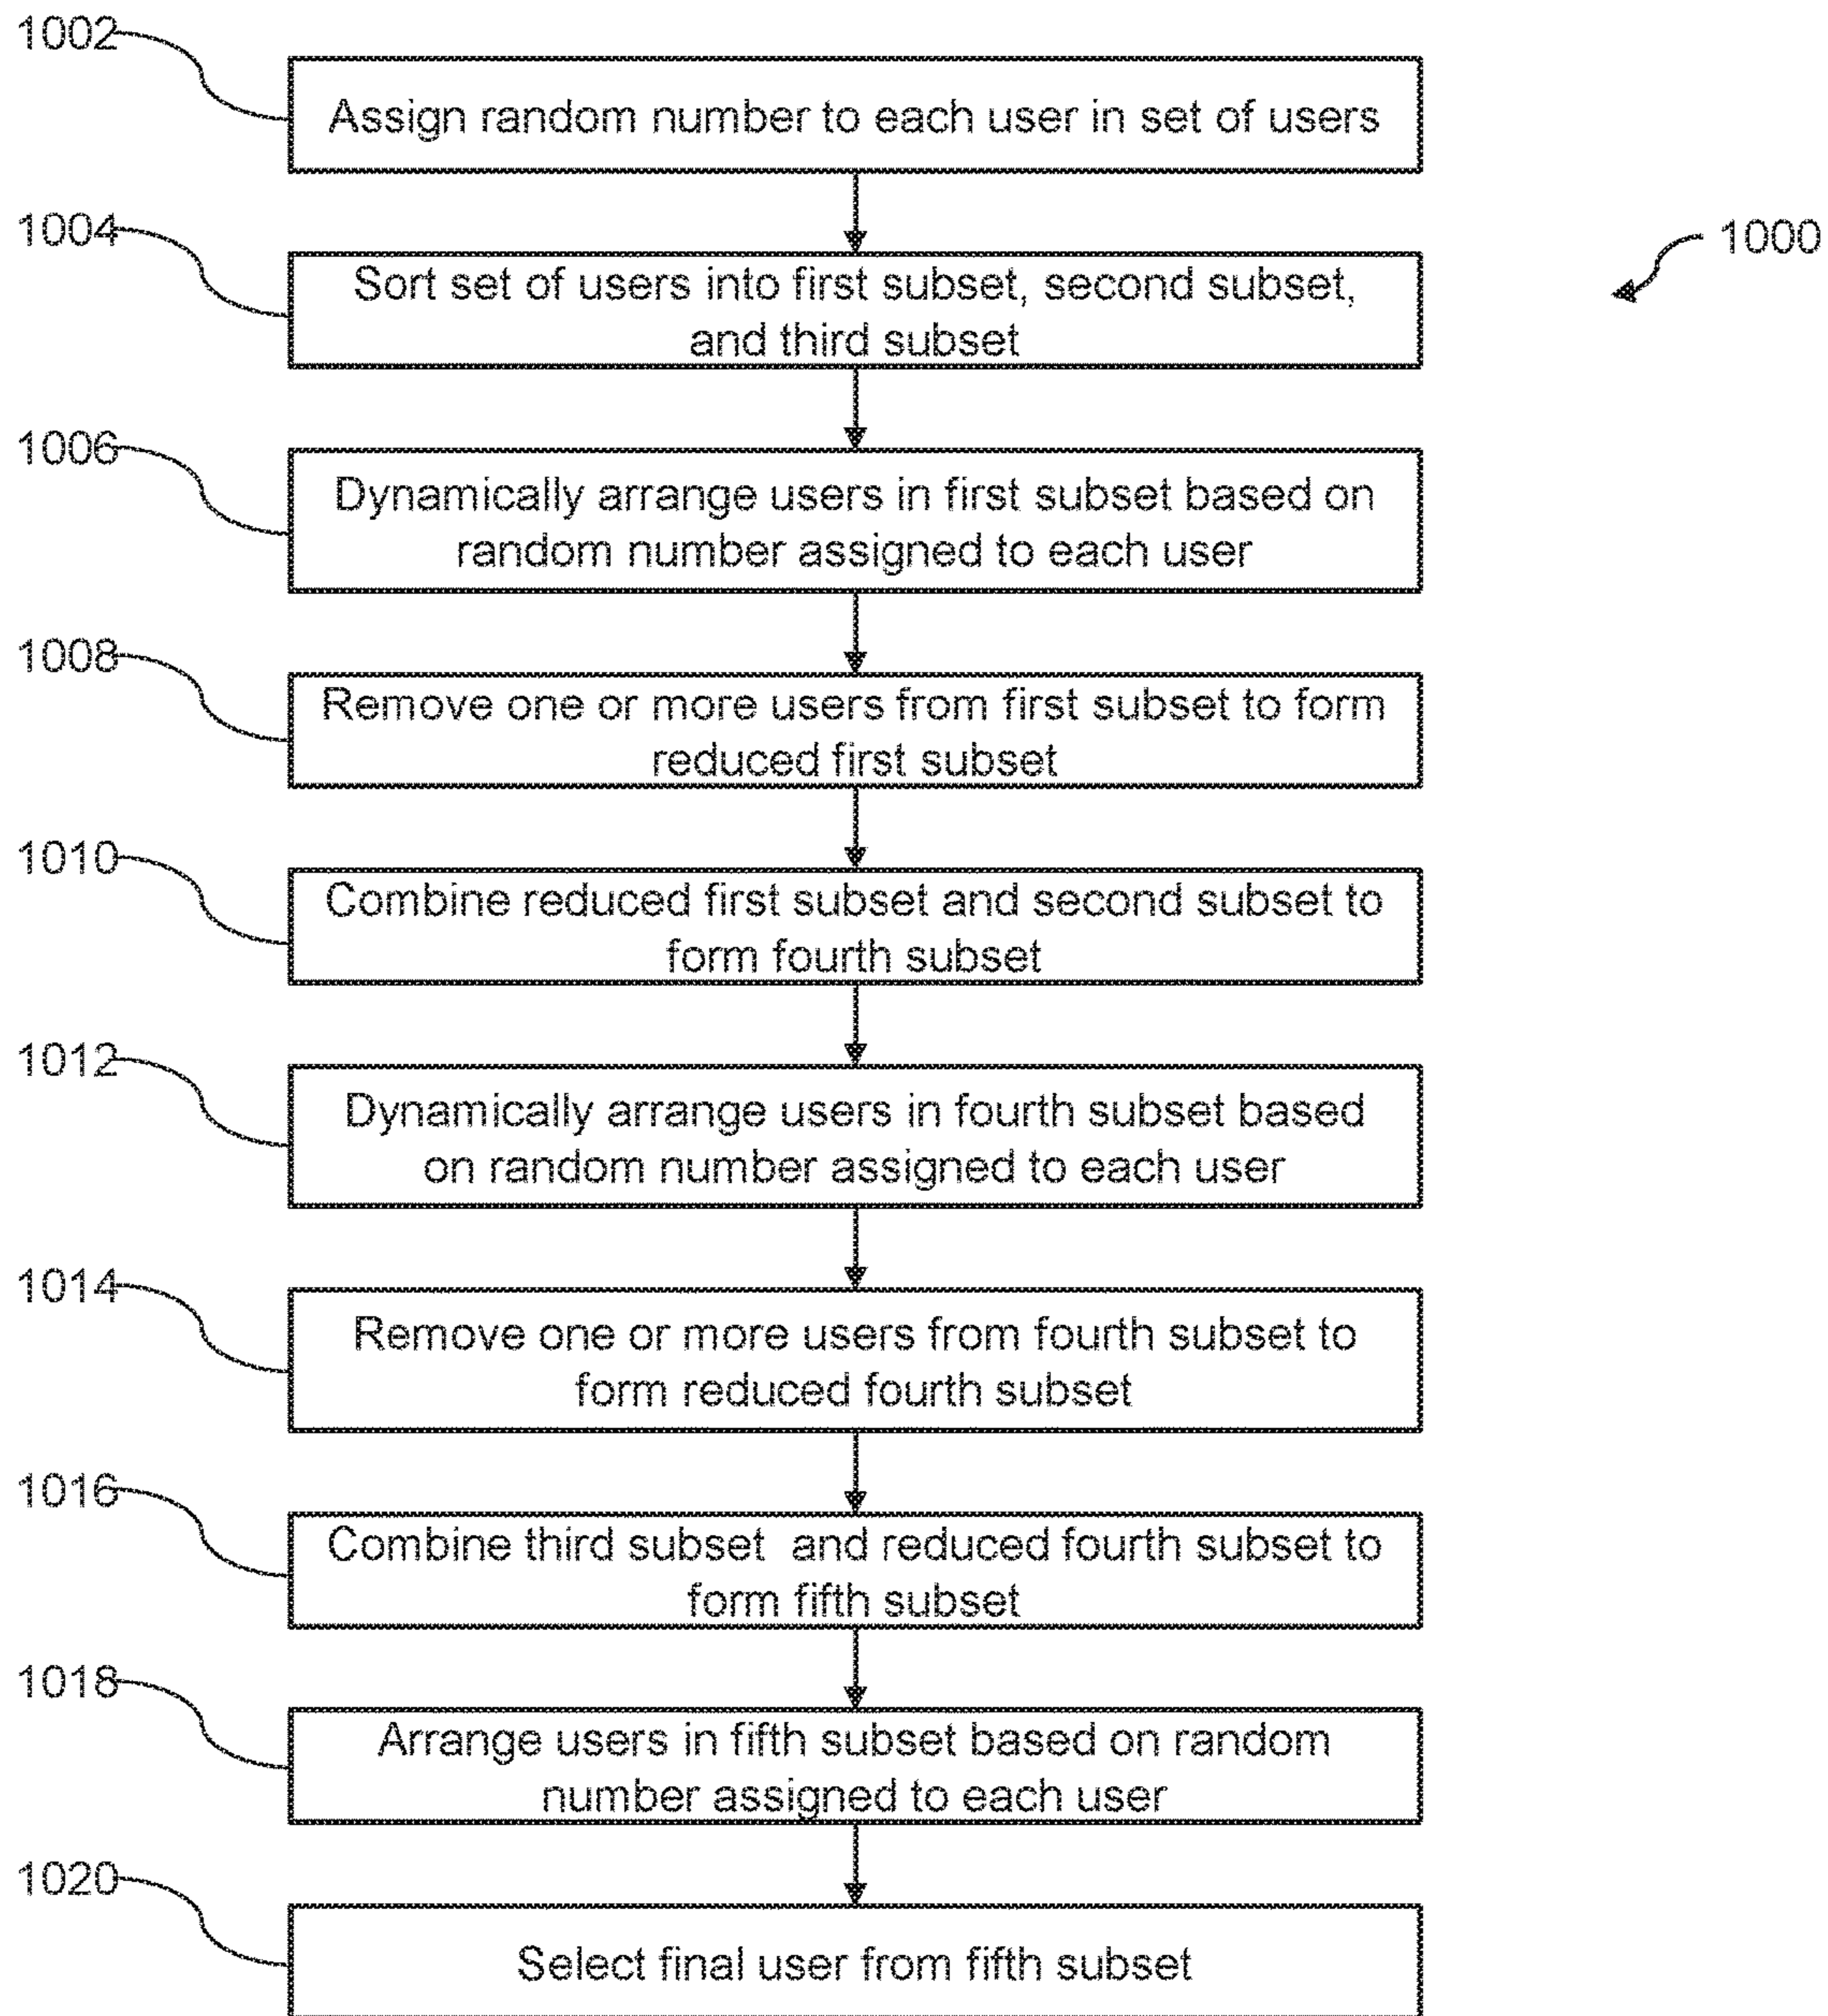 1002
Assign random number to each user in set of users
1004
1000
Sort set of users into first subset, second subset,
and third subset
1006
Dynamically arrange users in first subset based on
random number assigned to each user
1008
Remove one or more users from first subset to form
reduced first subset
1010
Combine reduced first subset and second subset to
form fourth subset
1012
Dynamically arrange users in fourth subset based
on random number assigned to each user
1014
Remove one or more users from fourth subset to
form reduced fourth subset
1016
Combine third subset and reduced fourth subset to
form fifth subset
1018
Arrange users in fifth subset based on random
number assigned to each user
1020
Select final user from fifth subset